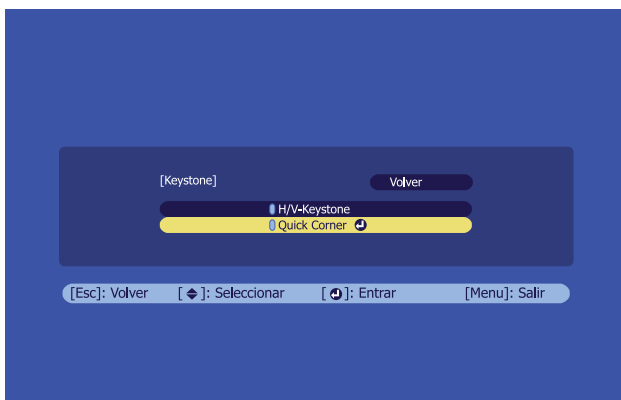 [Keystone] Volver
H/V-Keystone
Quick Corner
[Esc]: Volver [ ]: Seleccionar [ ]: Entrar [Menu]: Salir